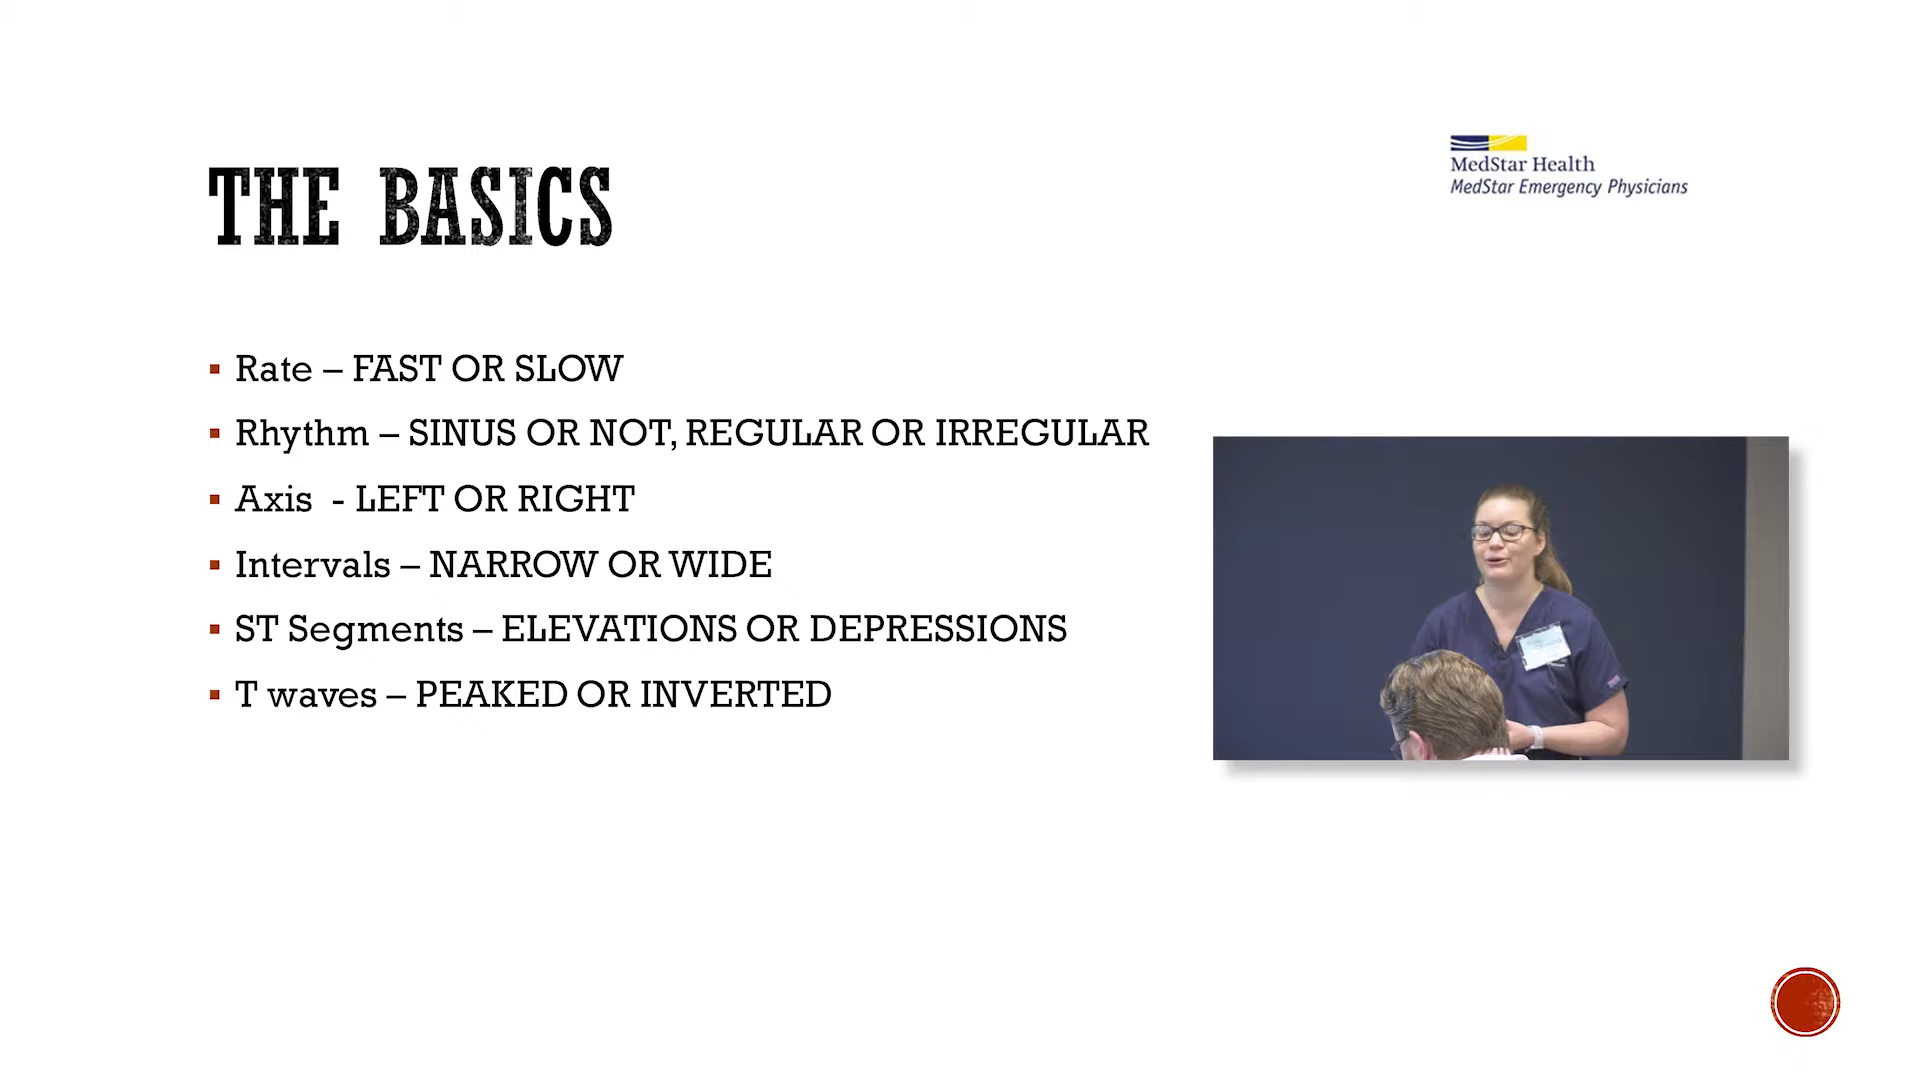 THE BASICS
MedStar Health
MedStar Emergency Physicians
Rate – FAST OR SLOW
Rhythm – SINUS OR NOT, REGULAR OR IRREGULAR
Axis - LEFT OR RIGHT
Intervals – NARROW OR WIDE
ST Segments – ELEVATIONS OR DEPRESSIONS
T waves – PEAKED OR INVERTED